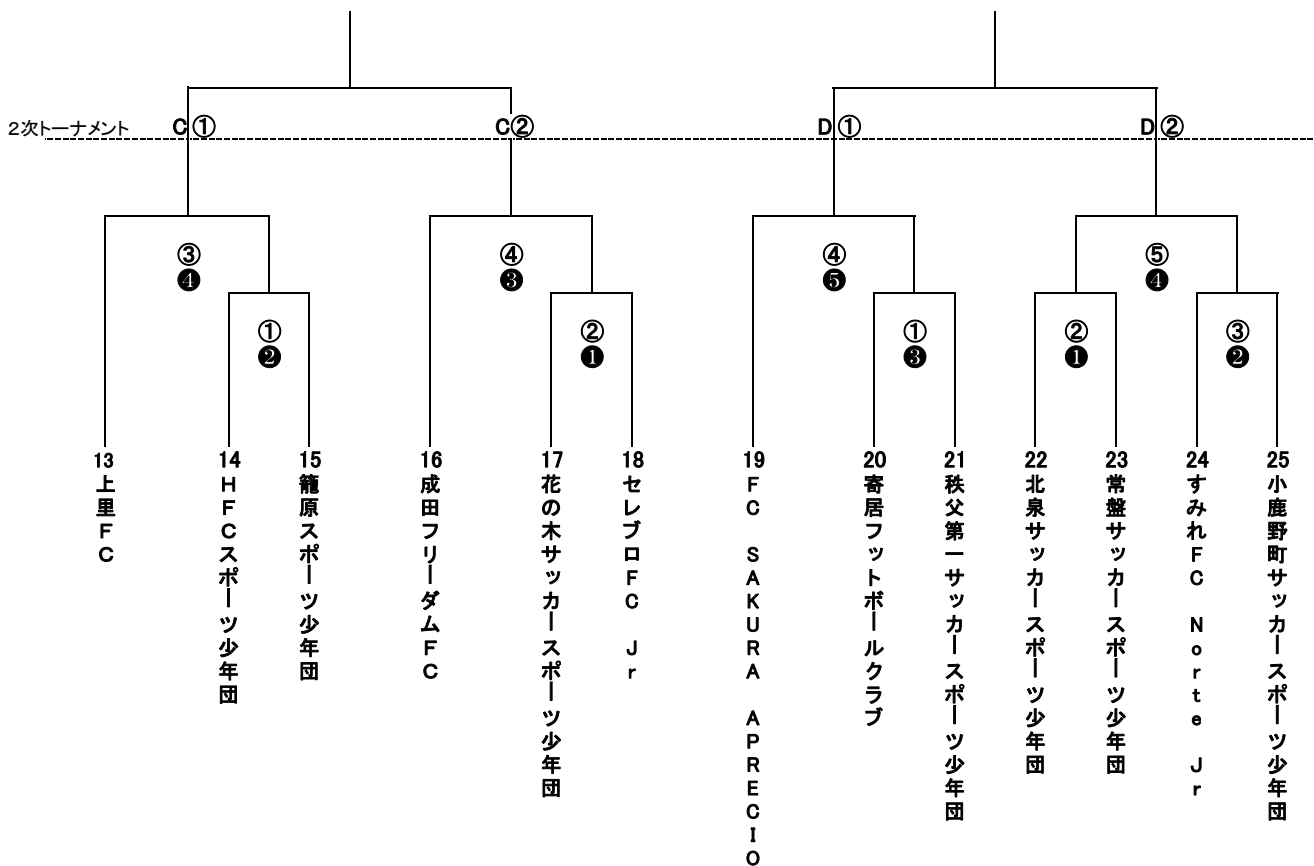 2次トーナメント C① C② D① D②
③ ④ ④ ⑤
❹ ❸ ❺ ❹
① ② ① ② ③
❷ ❶ ❸ ❶ ❷
13 上里FC
14 HFCスポーツ少年団
15 籠原スポーツ少年団
16 成田フリーダムFC
17 花の木サッカースポーツ少年団
18 セレブロFC Jr
19 FC SAKURA APRECIO
20 寄居フットボールクラブ
21 秩父第一サッカースポーツ少年団
22 北泉サッカースポーツ少年団
23 常盤サッカースポーツ少年団
24 すみれFC Norte Jr
25 小鹿野町サッカースポーツ少年団